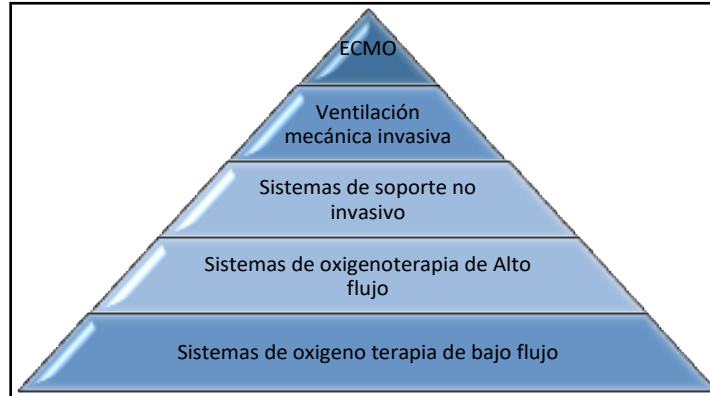 ECMO
Ventilación
mecánica invasiva
Sistemas de soporte no
invasivo
Sistemas de oxigenoterapia de Alto
flujo
Sistemas de oxigeno terapia de bajo flujo